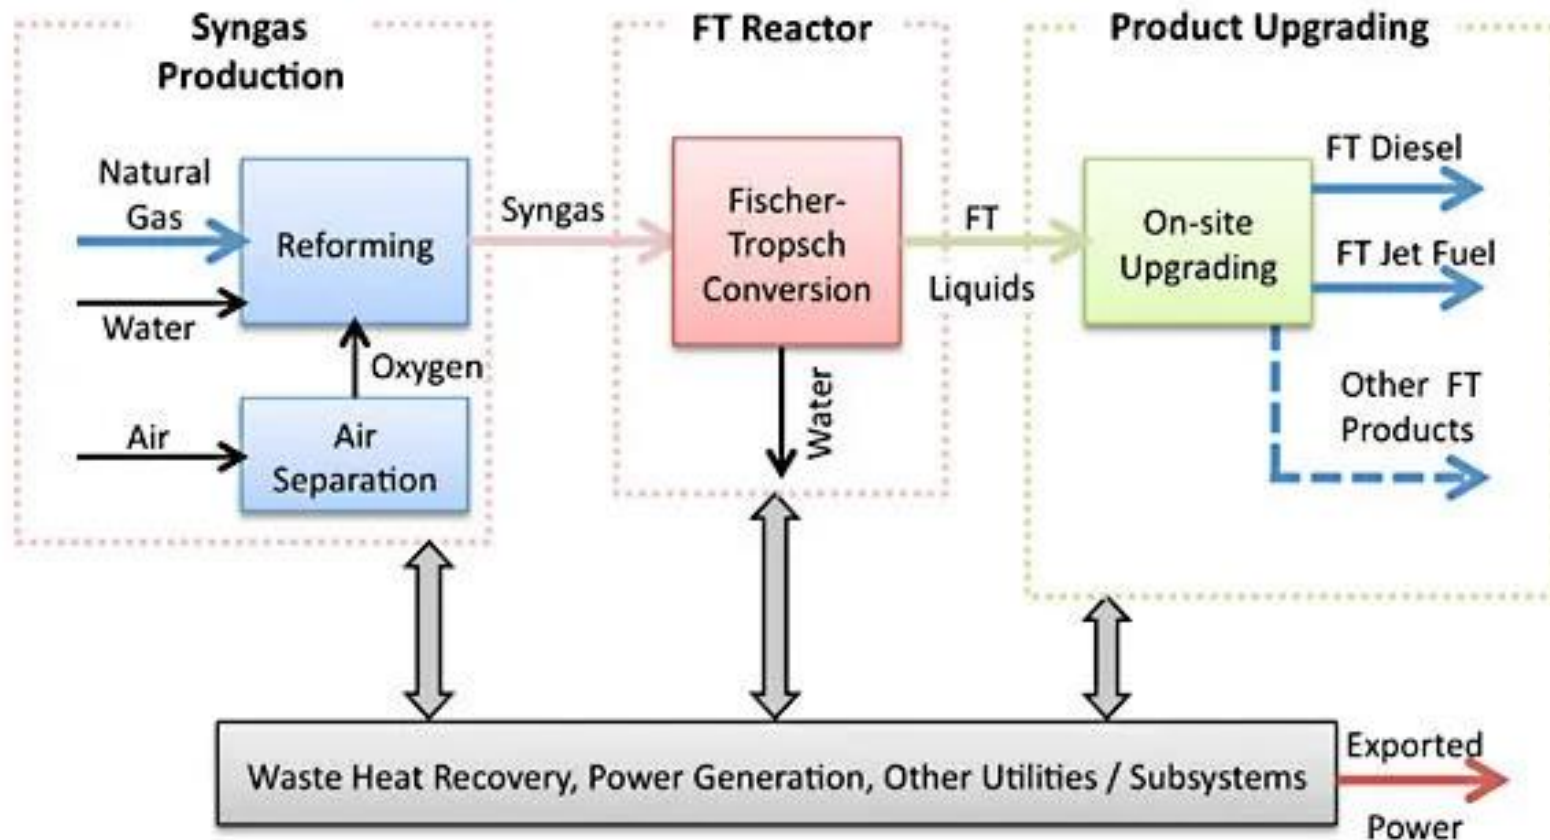 Syngas
Production
FT Reactor
Product Upgrading
Natural
Gas
Water
Reforming
Oxygen
Air
Air
Separation
Syngas
Fischer-
Tropsch
Conversion
Water
FT
Liquids
On-site
Upgrading
FT Diesel
FT Jet Fuel
Other FT
Products
Waste Heat Recovery, Power Generation, Other Utilities / Subsystems
Exported
Power